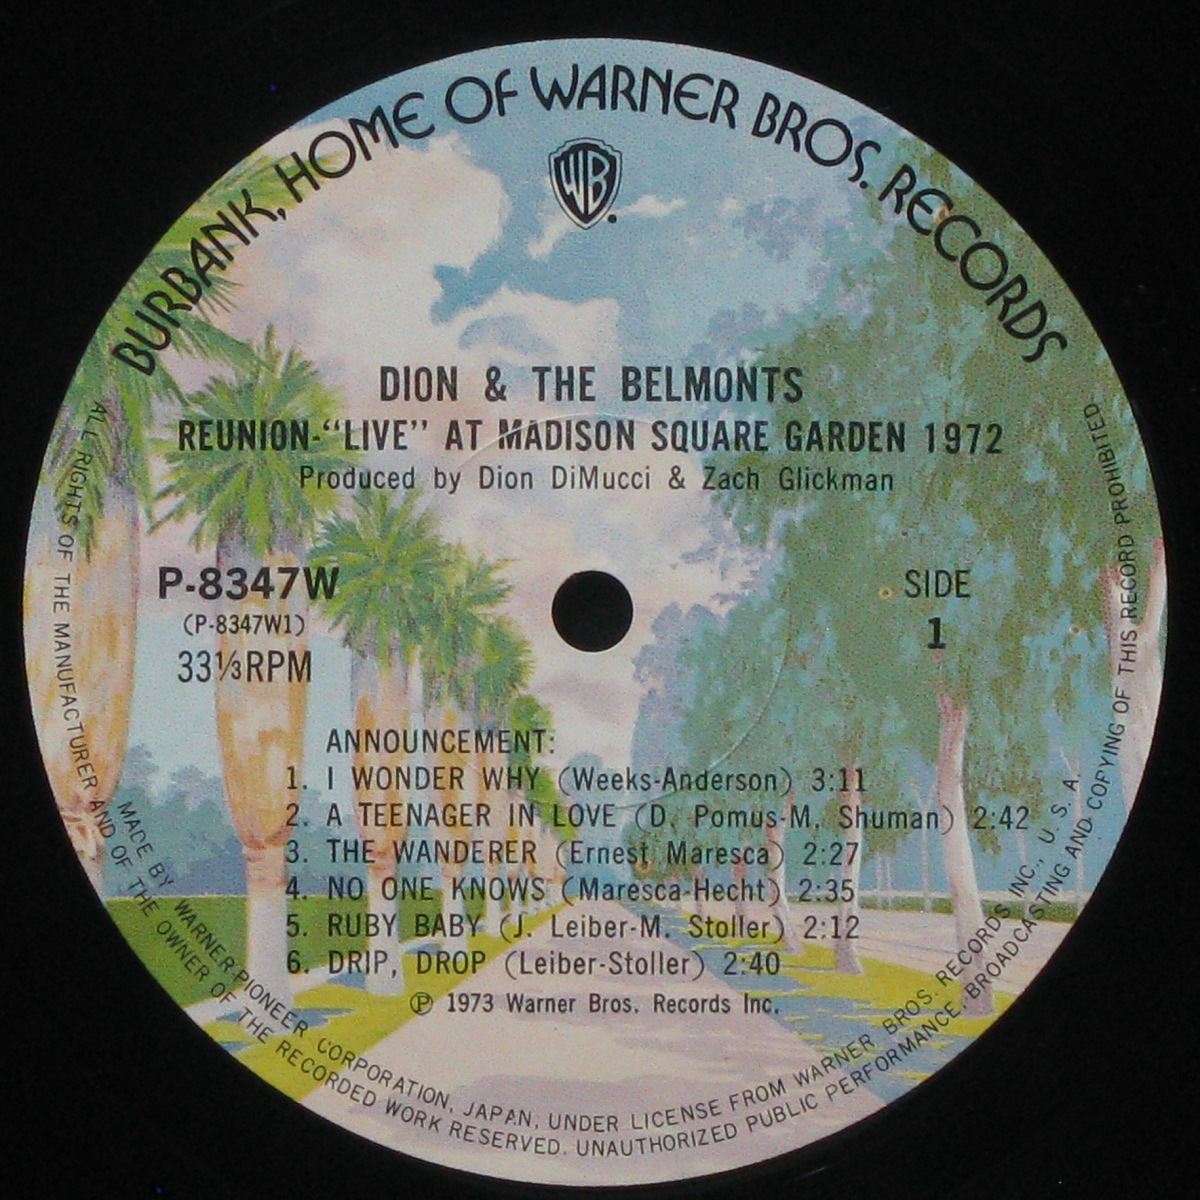 BURBANK, HOME OF WARNER BROS. RECORDS
WB
DION & THE BELMONTS
REUNION-“LIVE” AT MADISON SQUARE GARDEN 1972
Produced by Dion DiMucci & Zach Glickman
P-8347W
(P-8347W1)
33⅓RPM
SIDE
1
ANNOUNCEMENT:
1. I WONDER WHY (Weeks-Anderson) 3:11
2. A TEENAGER IN LOVE (D. Pomus-M. Shuman) 2:42
3. THE WANDERER (Ernest Maresca) 2:27
4. NO ONE KNOWS (Maresca-Hecht) 2:35
5. RUBY BABY (J. Leiber-M. Stoller) 2:12
6. DRIP, DROP (Leiber-Stoller) 2:40
Ⓟ 1973 Warner Bros. Records Inc.
MADE BY WARNER/PIONEER CORPORATION, JAPAN, UNDER LICENSE FROM WARNER BROS. RECORDS INC., U. S. A.
ALL RIGHTS OF THE MANUFACTURER AND OF THE OWNER OF THE RECORDED WORK RESERVED. UNAUTHORIZED PUBLIC PERFORMANCE, BROADCASTING AND COPYING OF THIS RECORD PROHIBITED.